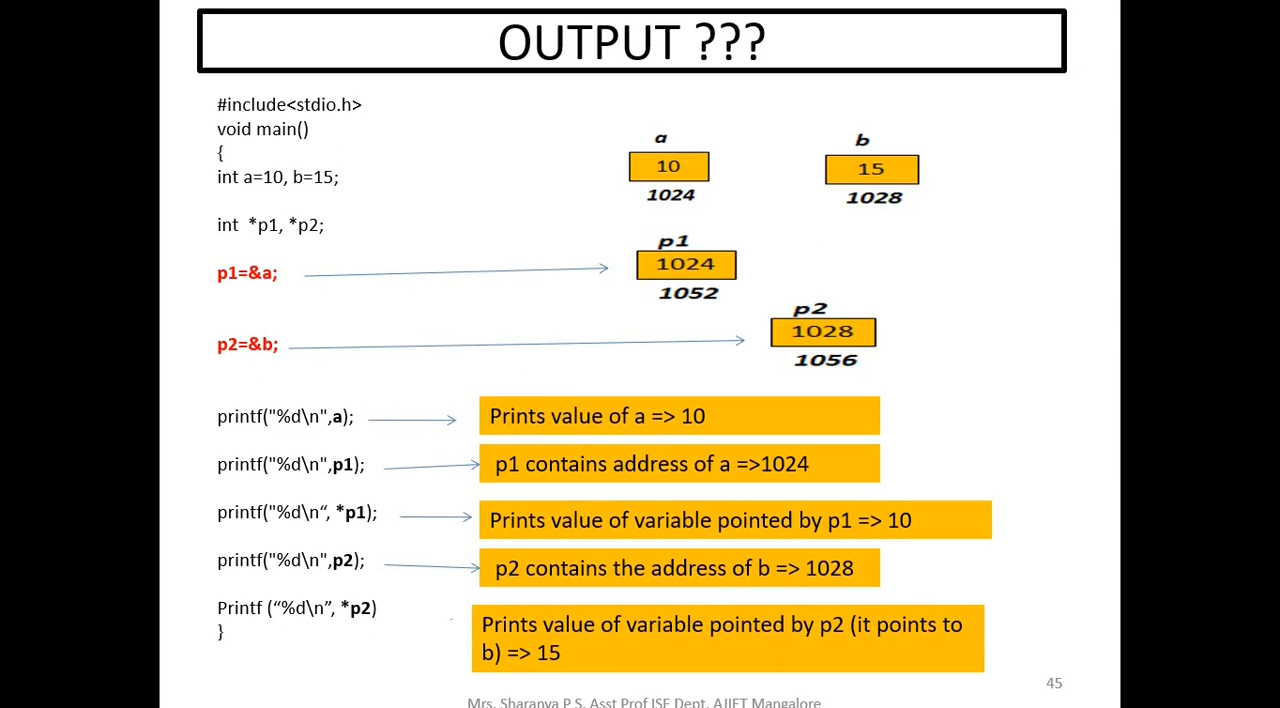 OUTPUT ???
#include<stdio.h>
void main()
{
int a=10, b=15;
a
10
1024
b
15
1028
int  *p1, *p2;
p1=&a;
p1
1024
1052
p2=&b;
p2
1028
1056
printf("%d\n",a);
Prints value of a => 10
printf("%d\n",p1);
p1 contains address of a =>1024
printf("%d\n“, *p1);
Prints value of variable pointed by p1 => 10
printf("%d\n",p2);
p2 contains the address of b => 1028
Printf (“%d\n”, *p2)
Prints value of variable pointed by p2 (it points to
b) => 15
}
45
Mrs. Sharanya P S, Asst Prof ISE Dept, AJIET Mangalore